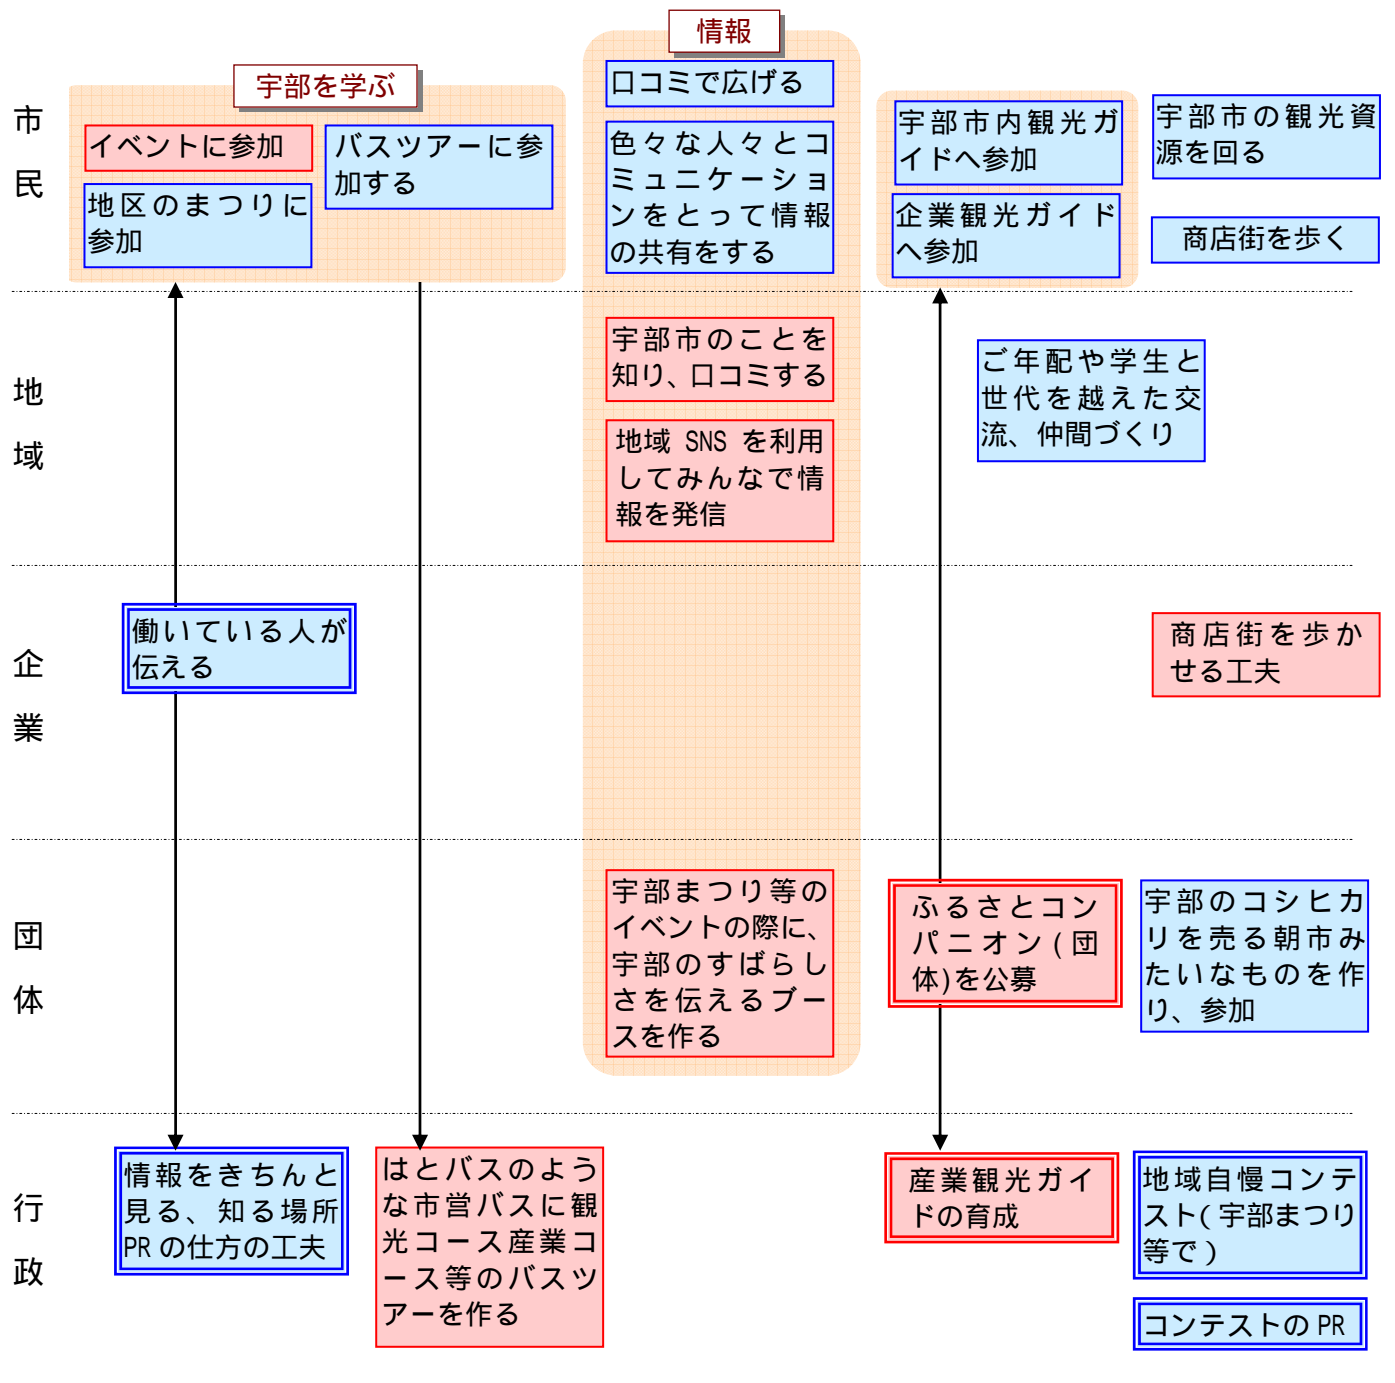 情報
宇部を学ぶ
市
民
イベントに参加
地区のまつりに
参加
バスツアーに参
加する
口コミで広げる
色々な人々とコ
ミュニケーショ
ンをとって情報
の共有をする
宇部市内観光ガ
イドへ参加
企業観光ガイド
へ参加
宇部市の観光資
源を回る
商店街を歩く
地
域
宇部市のことを
知り、口コミする
地域 SNS を利用
してみんなで情
報を発信
ご年配や学生と
世代を越えた交
流、仲間づくり
企
業
働いている人が
伝える
商店街を歩か
せる工夫
団
体
宇部まつり等の
イベントの際に、
宇部のすばらし
さを伝えるブー
スを作る
ふるさとコン
パニオン(団
体)を公募
宇部のコシヒカ
リを売る朝市み
たいなものを作
り、参加
行
政
情報をきちんと
見る、知る場所
PRの仕方の工夫
はとバスのよう
な市営バスに観
光コース産業コ
ース等のバスツ
アーを作る
産業観光ガイ
ドの育成
地域自慢コンテ
スト(宇部まつり
等で)
コンテストの PR